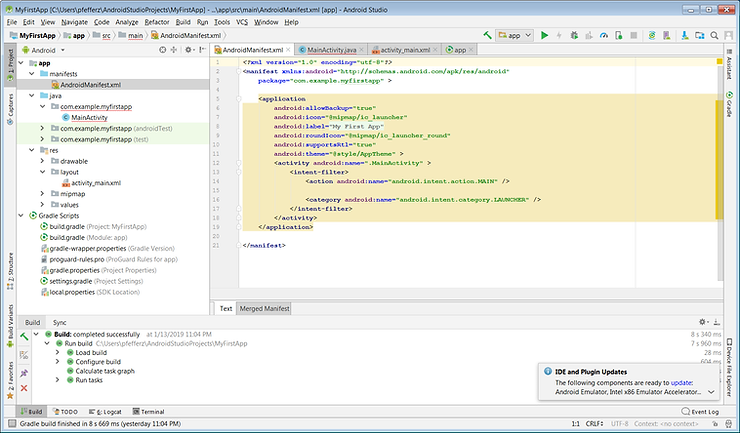 MyFirstApp [C:\Users\pfefferz\AndroidStudioProjects\MyFirstApp] - ...\app\src\main\AndroidManifest.xml [app] - Android Studio
File Edit View Navigate Code Analyze Refactor Build Run Tools VCS Window Help
MyFirstApp app src main AndroidManifest.xml app
Android
AndroidManifest.xml MainActivity.java activity_main.xml app
1: Project
Captures
Z: Structure
Build Variants
2: Favorites
app
manifests
AndroidManifest.xml
java
com.example.myfirstapp
MainActivity
com.example.myfirstapp (androidTest)
com.example.myfirstapp (test)
res
drawable
layout
activity_main.xml
mipmap
values
Gradle Scripts
build.gradle (Project: MyFirstApp)
build.gradle (Module: app)
gradle-wrapper.properties (Gradle Version)
proguard-rules.pro (ProGuard Rules for app)
gradle.properties (Project Properties)
settings.gradle (Project Settings)
local.properties (SDK Location)
1 <?xml version="1.0" encoding="utf-8"?>
2 <manifest xmlns:android="http://schemas.android.com/apk/res/android"
3 package="com.example.myfirstapp" >
4
5 <application
6 android:allowBackup="true"
7 android:icon="@mipmap/ic_launcher"
8 android:label="My First App"
9 android:roundIcon="@mipmap/ic_launcher_round"
10 android:supportsRtl="true"
11 android:theme="@style/AppTheme" >
12 <activity android:name=".MainActivity" >
13 <intent-filter>
14 <action android:name="android.intent.action.MAIN" />
15
16 <category android:name="android.intent.category.LAUNCHER" />
17 </intent-filter>
18 </activity>
19 </application>
20
21 </manifest>
Text Merged Manifest
Assistant
Gradle
Device File Explorer
Build Sync
Build: completed successfully at 1/13/2019 11:04 PM 8 s 340 ms
Run build C:\Users\pfefferz\AndroidStudioProjects\MyFirstApp 7 s 960 ms
Load build 28 ms
Configure build 604 ms
Calculate task graph
Run tasks
IDE and Plugin Updates
The following components are ready to update:
Android Emulator, Intel x86 Emulator Accelerator...
Build TODO 6: Logcat Terminal Event Log
Gradle build finished in 8 s 669 ms (yesterday 11:04 PM) 1:1 CRLF UTF-8 Context: <no context>